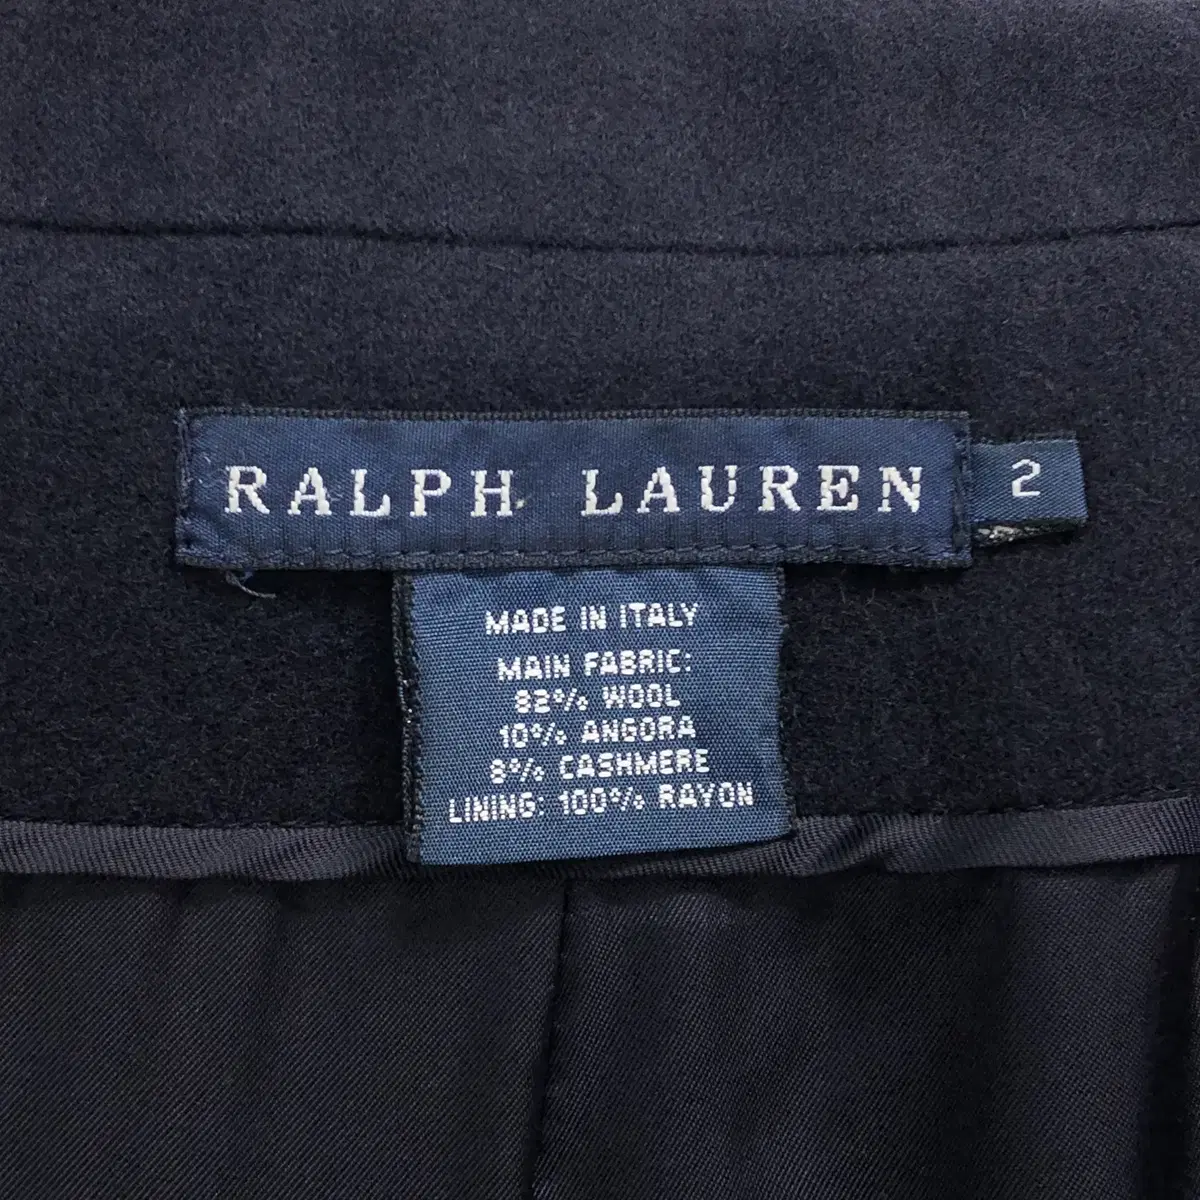 RALPH LAUREN
2
MADE IN ITALY
MAIN FABRIC:
82% WOOL
10% ANGORA
8% CASHMERE
LINING: 100% RAYON